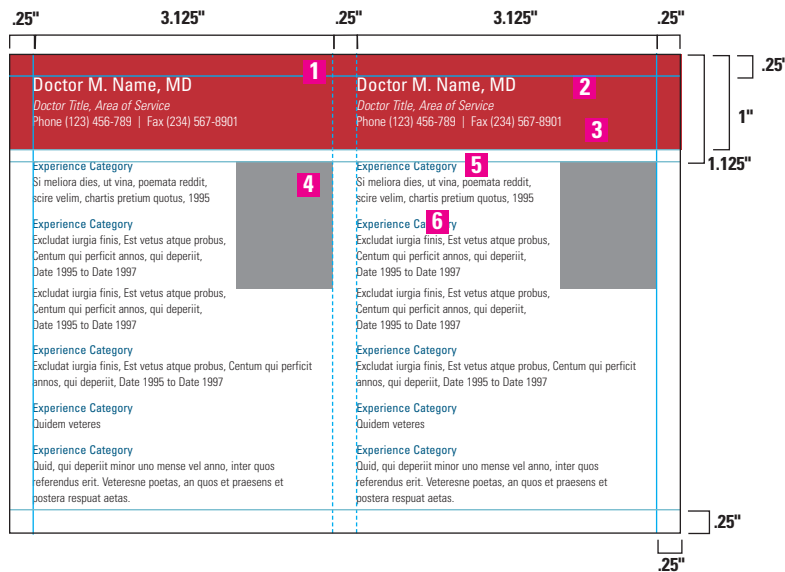 .25" 3.125" .25" 3.125" .25"
1
Doctor M. Name, MD
Doctor Title, Area of Service
Phone (123) 456-789 | Fax (234) 567-8901
4
Experience Category
Si meliora dies, ut vina, poemata reddit,
scire velim, chartis pretium quotus, 1995
Experience Category
Excludat iurgia finis, Est vetus atque probus,
Centum qui perficit annos, qui deperiit,
Date 1995 to Date 1997
Excludat iurgia finis, Est vetus atque probus,
Centum qui perficit annos, qui deperiit,
Date 1995 to Date 1997
Experience Category
Excludat iurgia finis, Est vetus atque probus, Centum qui perficit
annos, qui deperiit, Date 1995 to Date 1997
Experience Category
Quidem veteres
Experience Category
Quid, qui deperiit minor uno mense vel anno, inter quos
referendus erit. Veteresne poetas, an quos et praesens et
postera respuat aetas.
Doctor M. Name, MD
2
Doctor Title, Area of Service
Phone (123) 456-789 | Fax (234) 567-8901
3
Experience Category
5
Si meliora dies, ut vina, poemata reddit,
scire velim, chartis pretium quotus, 1995
Experience Category
6
Excludat iurgia finis, Est vetus atque probus,
Centum qui perficit annos, qui deperiit,
Date 1995 to Date 1997
Excludat iurgia finis, Est vetus atque probus,
Centum qui perficit annos, qui deperiit,
Date 1995 to Date 1997
Experience Category
Excludat iurgia finis, Est vetus atque probus, Centum qui perficit
annos, qui deperiit, Date 1995 to Date 1997
Experience Category
Quidem veteres
Experience Category
Quid, qui deperiit minor uno mense vel anno, inter quos
referendus erit. Veteresne poetas, an quos et praesens et
postera respuat aetas.
.25"
1"
1.125"
.25"
.25"